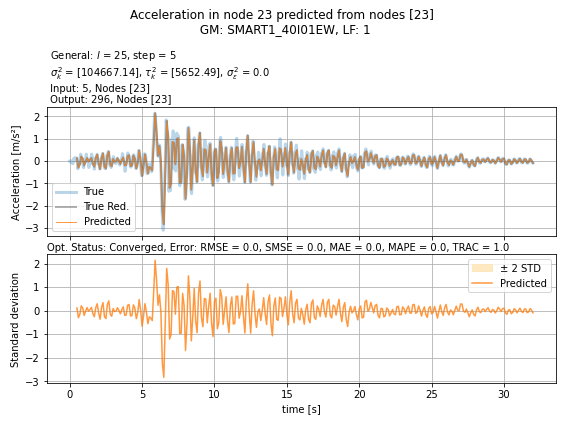 Acceleration in node 23 predicted from nodes [23]
GM: SMART1_40I01EW, LF: 1
General: l = 25, step = 5
σ²ₖ = [104667.14], τ²ₖ = [5652.49], σ²ε = 0.0
Input: 5, Nodes [23]
Output: 296, Nodes [23]
Acceleration [m/s²]
2
1
0
−1
−2
−3
True
True Red.
Predicted
Opt. Status: Converged, Error: RMSE = 0.0, SMSE = 0.0, MAE = 0.0, MAPE = 0.0, TRAC = 1.0
Standard deviation
2
1
0
−1
−2
−3
± 2 STD
Predicted
0 5 10 15 20 25 30
time [s]